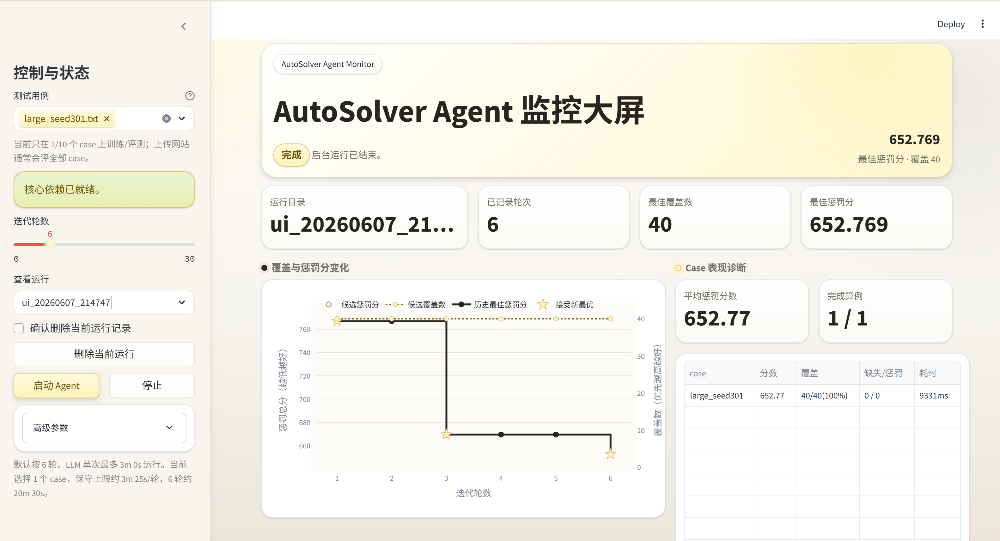 控制与状态
测试用例
large_seed301.txt
当前只在 1/10 个 case 上训练/评测；上传网站
通常会评全部 case。
核心依赖已就绪。
迭代轮数
6
0 30
查看运行
ui_20260607_214747
确认删除当前运行记录
删除当前运行
启动 Agent 停止
高级参数
默认按 6 轮、LLM 单次最多 3m 0s 运行。当前
选择 1 个 case，保守上限约 3m 25s/轮，6 轮约
20m 30s。
Deploy
AutoSolver Agent Monitor
AutoSolver Agent 监控大屏
完成 后台运行已结束。
652.769
最佳惩罚分 · 覆盖 40
运行目录
ui_20260607_21...
已记录轮次
6
最佳覆盖数
40
最佳惩罚分
652.769
覆盖与惩罚分变化
候选惩罚分 候选覆盖数 历史最佳惩罚分 接受新最优
惩罚总分（越低越好）
760
740
720
700
680
660
40
30
20
10
0
覆盖数（优先越高越好）
1 2 3 4 5 6
迭代轮数
Case 表现诊断
平均惩罚分数
652.77
完成算例
1 / 1
case 分数 覆盖 缺失/惩罚 耗时
large_seed301 652.77 40/40(100%) 0 / 0 9331ms